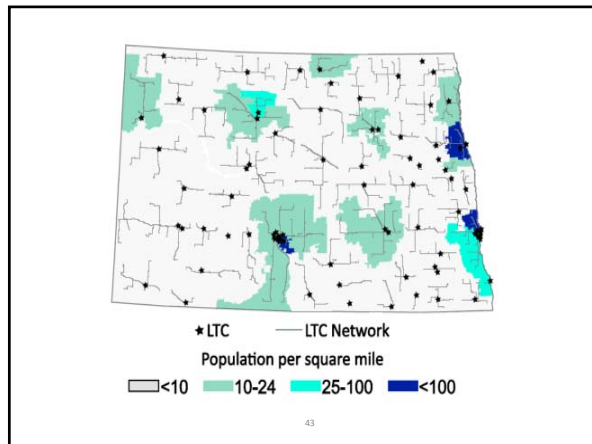 LTC LTC Network
Population per square mile
<10 10-24 25-100 <100
43